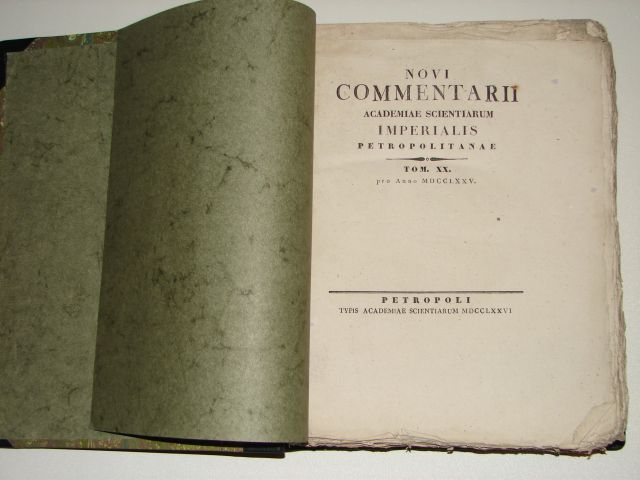 NOVI
COMMENTARII
ACADEMIAE SCIENTIARUM
IMPERIALIS
PETROPOLITANAE
TOM. XX.
pro Anno MDCCLXXV.
PETROPOLI
TYPIS ACADEMIAE SCIENTIARUM MDCCLXXVI